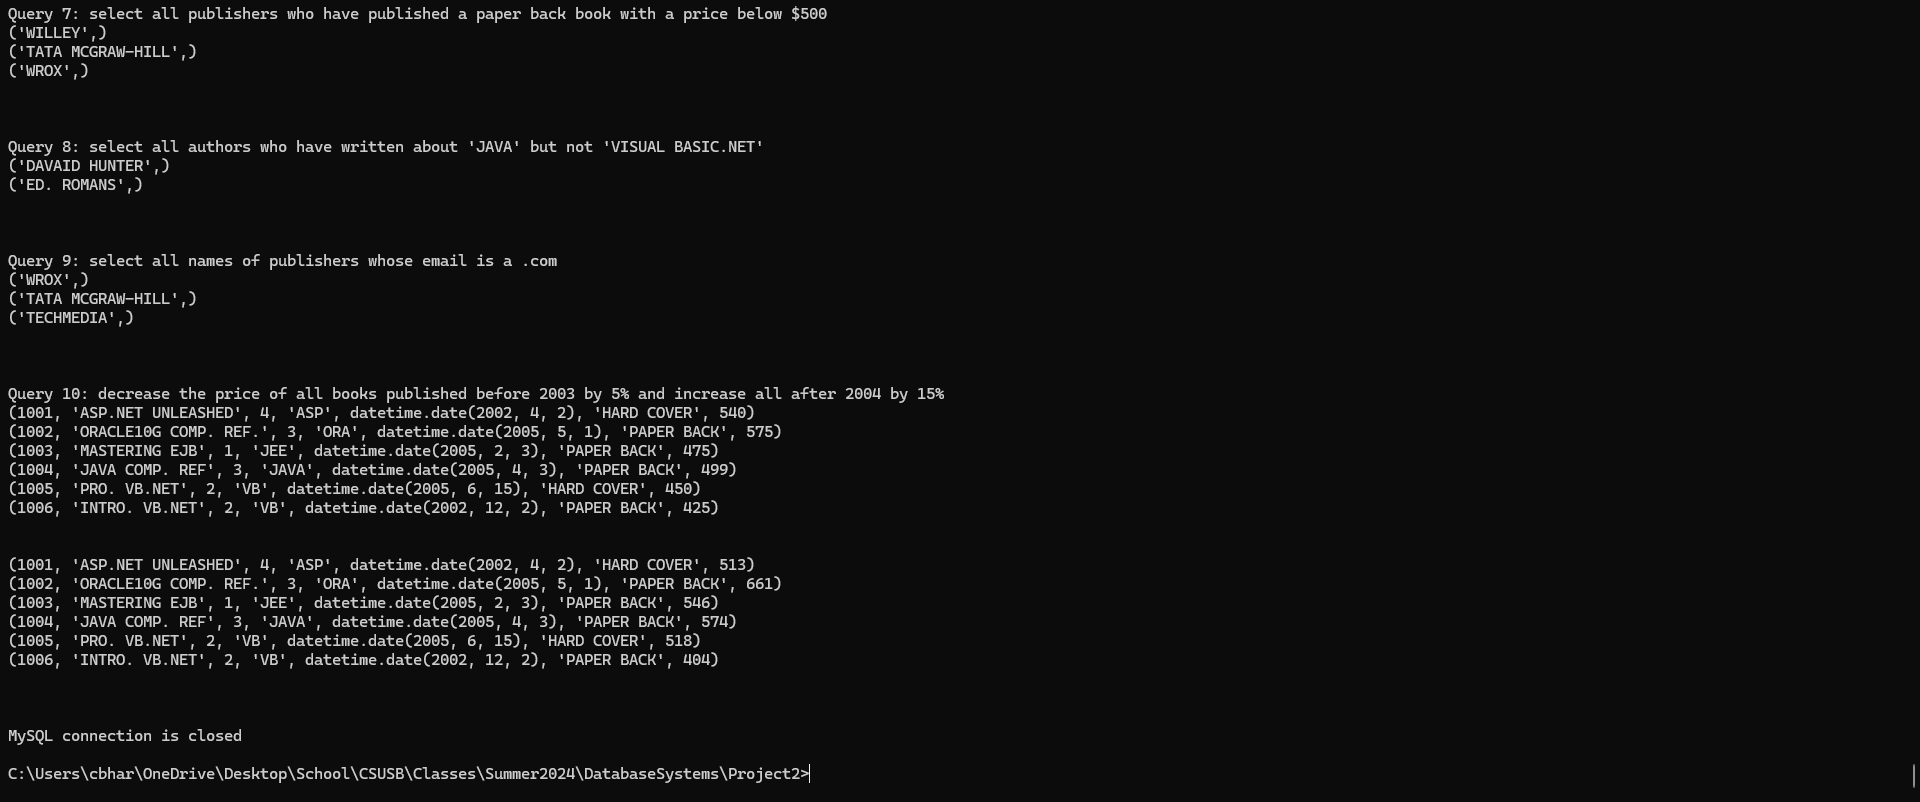 Query 7: select all publishers who have published a paper back book with a price below $500
('WILLEY',)
('TATA MCGRAW-HILL',)
('WROX',)
Query 8: select all authors who have written about 'JAVA' but not 'VISUAL BASIC.NET'
('DAVAID HUNTER',)
('ED. ROMANS',)
Query 9: select all names of publishers whose email is a .com
('WROX',)
('TATA MCGRAW-HILL',)
('TECHMEDIA',)
Query 10: decrease the price of all books published before 2003 by 5% and increase all after 2004 by 15%
(1001, 'ASP.NET UNLEASHED', 4, 'ASP', datetime.date(2002, 4, 2), 'HARD COVER', 540)
(1002, 'ORACLE10G COMP. REF.', 3, 'ORA', datetime.date(2005, 5, 1), 'PAPER BACK', 575)
(1003, 'MASTERING EJB', 1, 'JEE', datetime.date(2005, 2, 3), 'PAPER BACK', 475)
(1004, 'JAVA COMP. REF', 3, 'JAVA', datetime.date(2005, 4, 3), 'PAPER BACK', 499)
(1005, 'PRO. VB.NET', 2, 'VB', datetime.date(2005, 6, 15), 'HARD COVER', 450)
(1006, 'INTRO. VB.NET', 2, 'VB', datetime.date(2002, 12, 2), 'PAPER BACK', 425)
(1001, 'ASP.NET UNLEASHED', 4, 'ASP', datetime.date(2002, 4, 2), 'HARD COVER', 513)
(1002, 'ORACLE10G COMP. REF.', 3, 'ORA', datetime.date(2005, 5, 1), 'PAPER BACK', 661)
(1003, 'MASTERING EJB', 1, 'JEE', datetime.date(2005, 2, 3), 'PAPER BACK', 546)
(1004, 'JAVA COMP. REF', 3, 'JAVA', datetime.date(2005, 4, 3), 'PAPER BACK', 574)
(1005, 'PRO. VB.NET', 2, 'VB', datetime.date(2005, 6, 15), 'HARD COVER', 518)
(1006, 'INTRO. VB.NET', 2, 'VB', datetime.date(2002, 12, 2), 'PAPER BACK', 404)
MySQL connection is closed
C:\Users\cbhar\OneDrive\Desktop\School\CSUSB\Classes\Summer2024\DatabaseSystems\Project2>